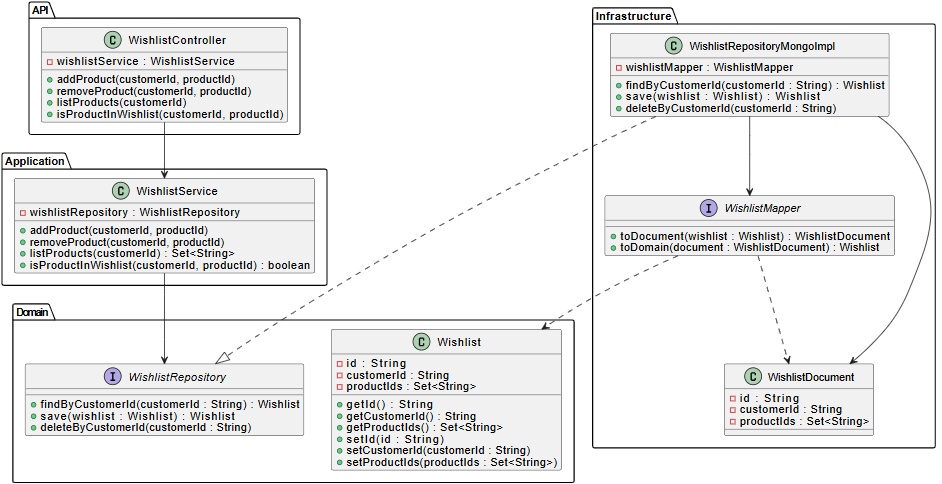 API
C WishlistController
wishlistService : WishlistService
addProduct(customerId, productId)
removeProduct(customerId, productId)
listProducts(customerId)
isProductInWishlist(customerId, productId)
Application
C WishlistService
wishlistRepository : WishlistRepository
addProduct(customerId, productId)
removeProduct(customerId, productId)
listProducts(customerId) : Set<String>
isProductInWishlist(customerId, productId) : boolean
Domain
I WishlistRepository
findByCustomerId(customerId : String) : Wishlist
save(wishlist : Wishlist) : Wishlist
deleteByCustomerId(customerId : String)
C Wishlist
id : String
customerId : String
productIds : Set<String>
getId() : String
getCustomerId() : String
getProductIds() : Set<String>
setId(id : String)
setCustomerId(customerId : String)
setProductIds(productIds : Set<String>)
Infrastructure
C WishlistRepositoryMongoImpl
wishlistMapper : WishlistMapper
findByCustomerId(customerId : String) : Wishlist
save(wishlist : Wishlist) : Wishlist
deleteByCustomerId(customerId : String)
I WishlistMapper
toDocument(wishlist : Wishlist) : WishlistDocument
toDomain(document : WishlistDocument) : Wishlist
C WishlistDocument
id : String
customerId : String
productIds : Set<String>